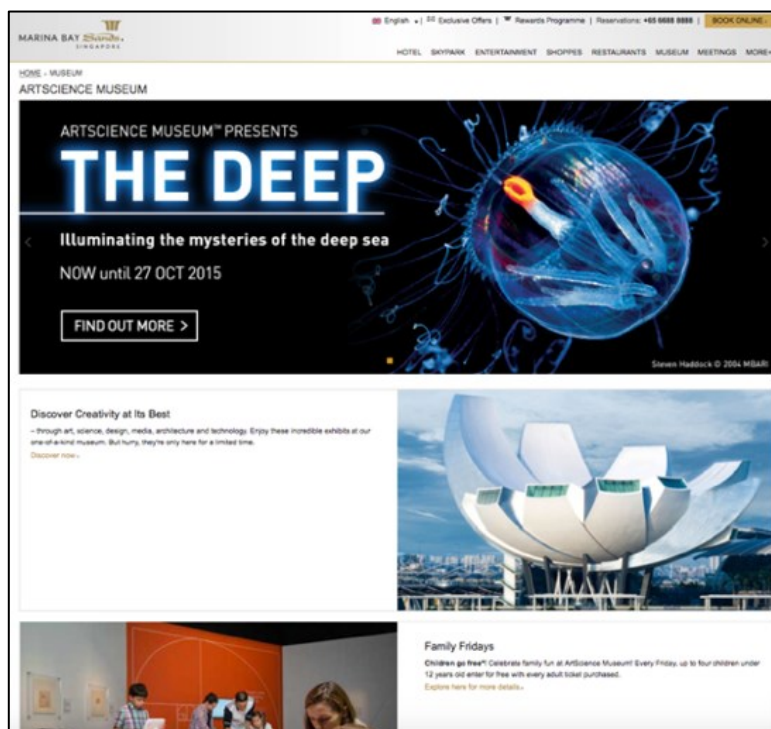 English
Exclusive Offers | Rewards Programme | Reservations: +65 6688 8888 | BOOK ONLINE
MARINA BAY Sands.
SINGAPORE
HOTEL SKYPARK ENTERTAINMENT SHOPPES RESTAURANTS MUSEUM MEETINGS MORE+
HOME › MUSEUM
ARTSCIENCE MUSEUM
ARTSCIENCE MUSEUM™ PRESENTS
THE DEEP
Illuminating the mysteries of the deep sea
NOW until 27 OCT 2015
FIND OUT MORE >
Steven Haddock © 2004 MBARI
Discover Creativity at Its Best
– through art, science, design, media, architecture and technology. Enjoy these incredible exhibits at our
one-of-a-kind museum. But hurry, they're only here for a limited time.
Discover now ›
Family Fridays
Children go free*! Celebrate family fun at ArtScience Museum! Every Friday, up to four children under
12 years old enter for free with every adult ticket purchased.
Explore here for more details ›